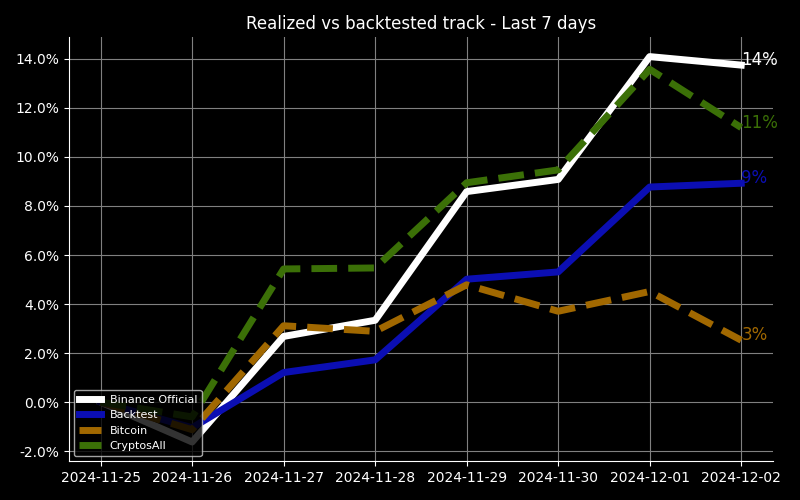 Realized vs backtested track - Last 7 days
14.0%
12.0%
10.0%
8.0%
6.0%
4.0%
2.0%
0.0%
-2.0%
14%
11%
9%
3%
Binance Official
Backtest
Bitcoin
CryptosAll
2024-11-25 2024-11-26 2024-11-27 2024-11-28 2024-11-29 2024-11-30 2024-12-01 2024-12-02